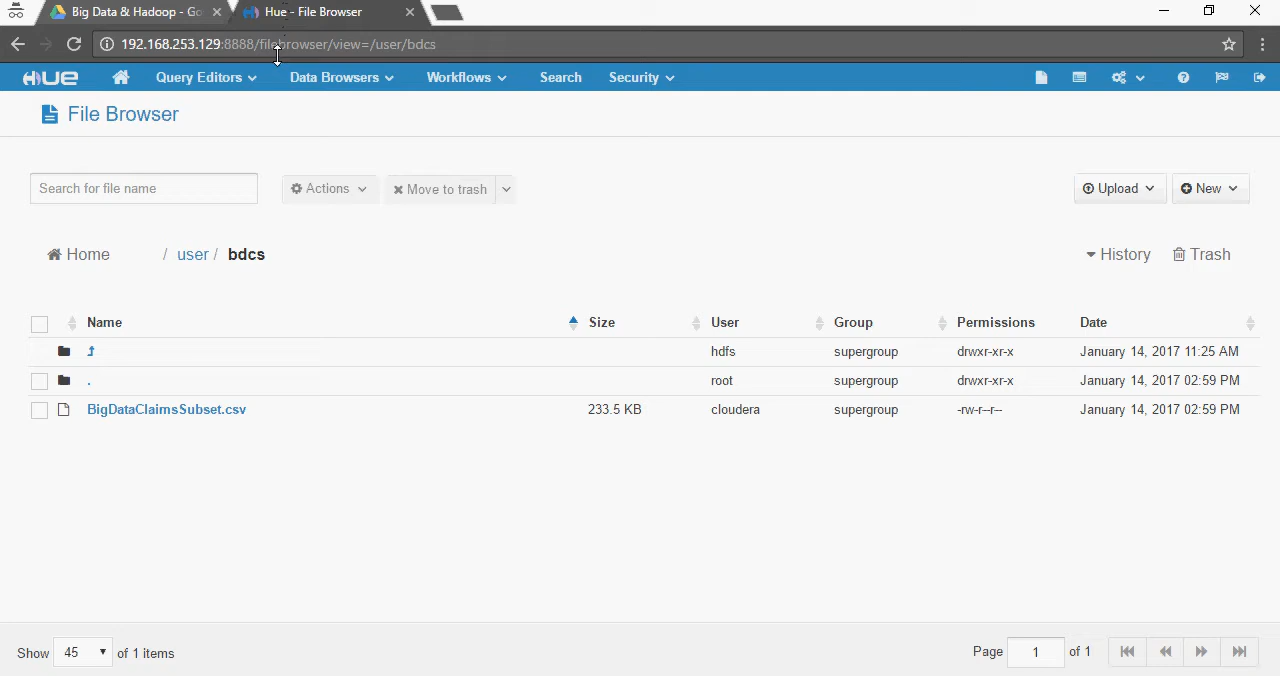 Big Data & Hadoop - Go
Hue - File Browser
192.168.253.129:8888/filebrowser/view=/user/bdcs
HUE Query Editors Data Browsers Workflows Search Security
File Browser
Search for file name Actions Move to trash Upload New
Home / user / bdcs History Trash
Name Size User Group Permissions Date
hdfs supergroup drwxr-xr-x January 14, 2017 11:25 AM
. root supergroup drwxr-xr-x January 14, 2017 02:59 PM
BigDataClaimsSubset.csv 233.5 KB cloudera supergroup -rw-r--r-- January 14, 2017 02:59 PM
Show 45 of 1 items Page 1 of 1